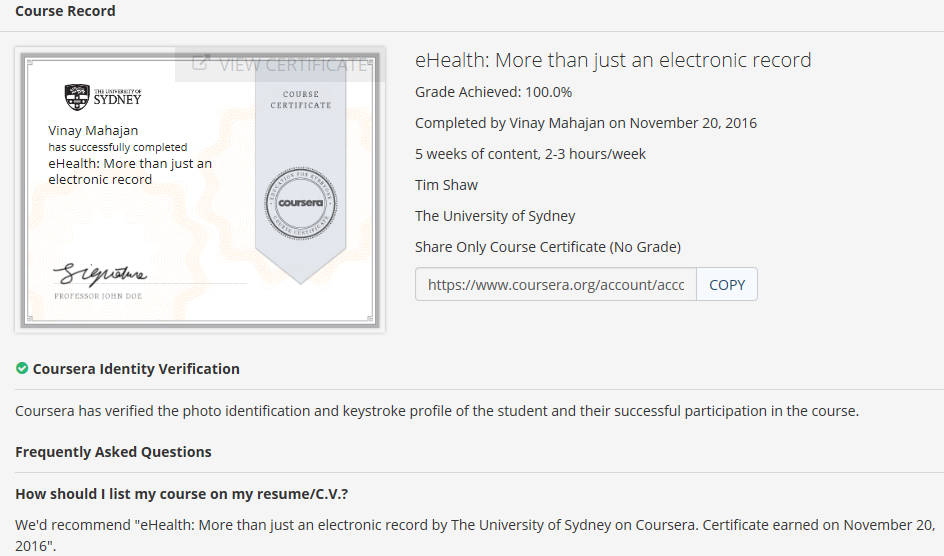 Course Record
VIEW CERTIFICATE
THE UNIVERSITY OF
SYDNEY
COURSE
CERTIFICATE
Vinay Mahajan
has successfully completed
eHealth: More than just an
electronic record
EDUCATION FOR EVERYONE
coursera
COURSE CERTIFICATE
Signature
PROFESSOR JOHN DOE
eHealth: More than just an electronic record
Grade Achieved: 100.0%
Completed by Vinay Mahajan on November 20, 2016
5 weeks of content, 2-3 hours/week
Tim Shaw
The University of Sydney
Share Only Course Certificate (No Grade)
https://www.coursera.org/account/accc COPY
Coursera Identity Verification
Coursera has verified the photo identification and keystroke profile of the student and their successful participation in the course.
Frequently Asked Questions
How should I list my course on my resume/C.V.?
We'd recommend "eHealth: More than just an electronic record by The University of Sydney on Coursera. Certificate earned on November 20,
2016".